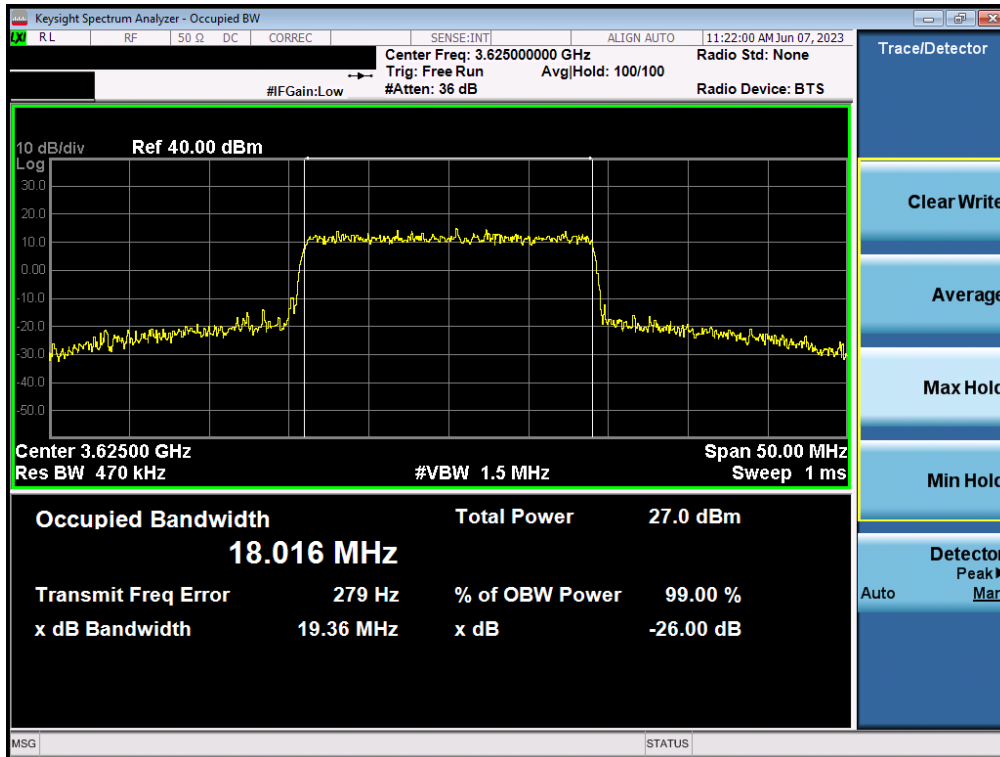 Keysight Spectrum Analyzer - Occupied BW
LXI RL RF 50 Ω DC CORREC SENSE:INT ALIGN AUTO 11:22:00 AM Jun 07, 2023
Center Freq: 3.625000000 GHz Radio Std: None
Trig: Free Run Avg|Hold: 100/100
#IFGain:Low #Atten: 36 dB Radio Device: BTS
10 dB/div Ref 40.00 dBm
Log
30.0
20.0
10.0
0.00
-10.0
-20.0
-30.0
-40.0
-50.0
Center 3.62500 GHz Span 50.00 MHz
Res BW 470 kHz #VBW 1.5 MHz Sweep 1 ms
Occupied Bandwidth Total Power 27.0 dBm
18.016 MHz
Transmit Freq Error 279 Hz % of OBW Power 99.00 %
x dB Bandwidth 19.36 MHz x dB -26.00 dB
MSG STATUS
Trace/Detector
Clear Write
Average
Max Hold
Min Hold
Detector
Peak
Auto Man